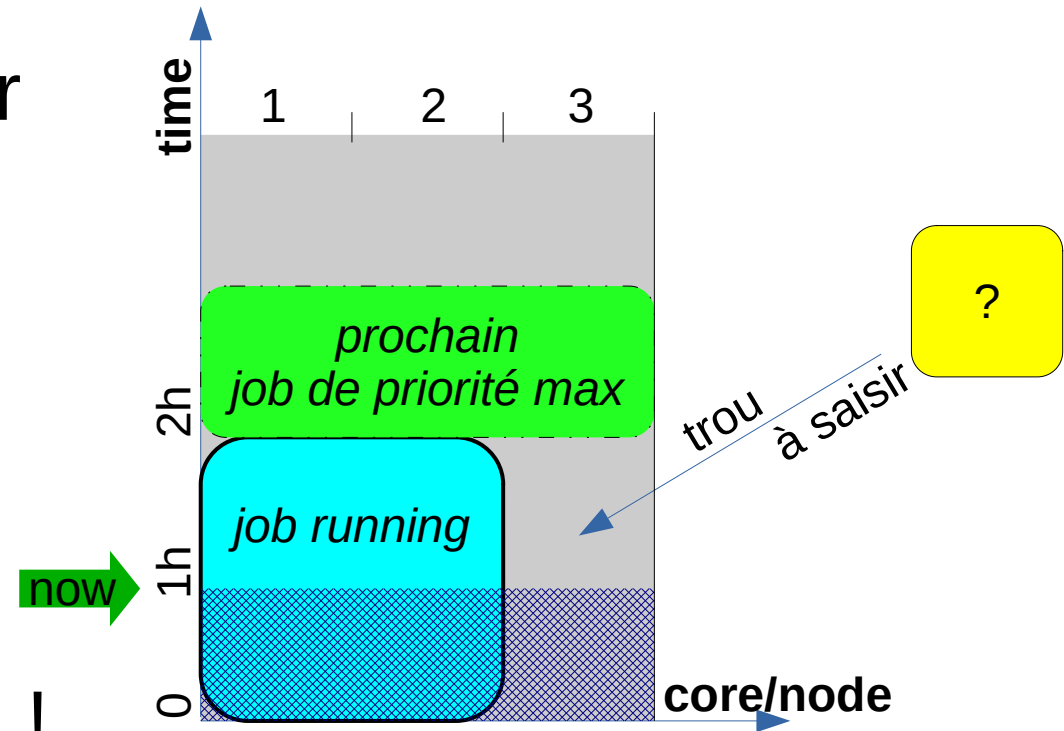 r
time
1 2 3
?
prochain
job de priorité max
trou
à saisir
2h
job running
1h
now
0
core/node
!